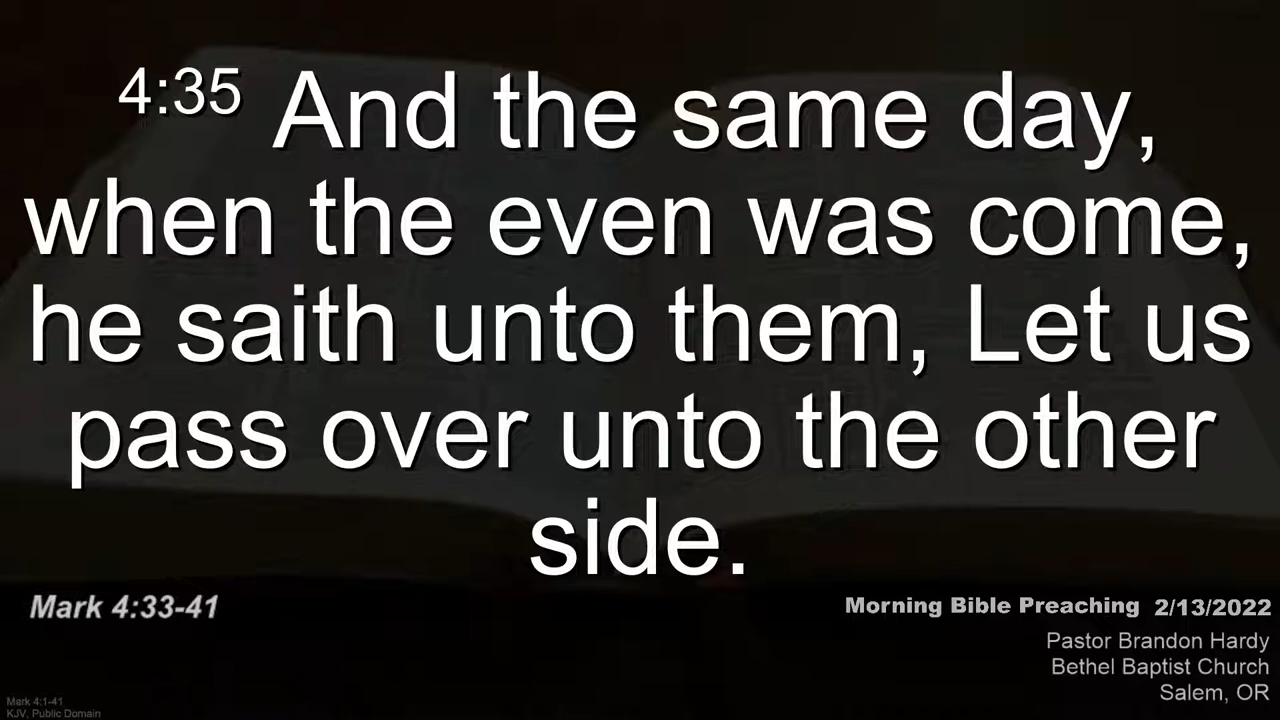 4:35 And the same day,
when the even was come,
he saith unto them, Let us
pass over unto the other
side.
Mark 4:33-41
Morning Bible Preaching 2/13/2022
Pastor Brandon Hardy
Bethel Baptist Church
Salem, OR
Mark 4:1-41
KJV, Public Domain